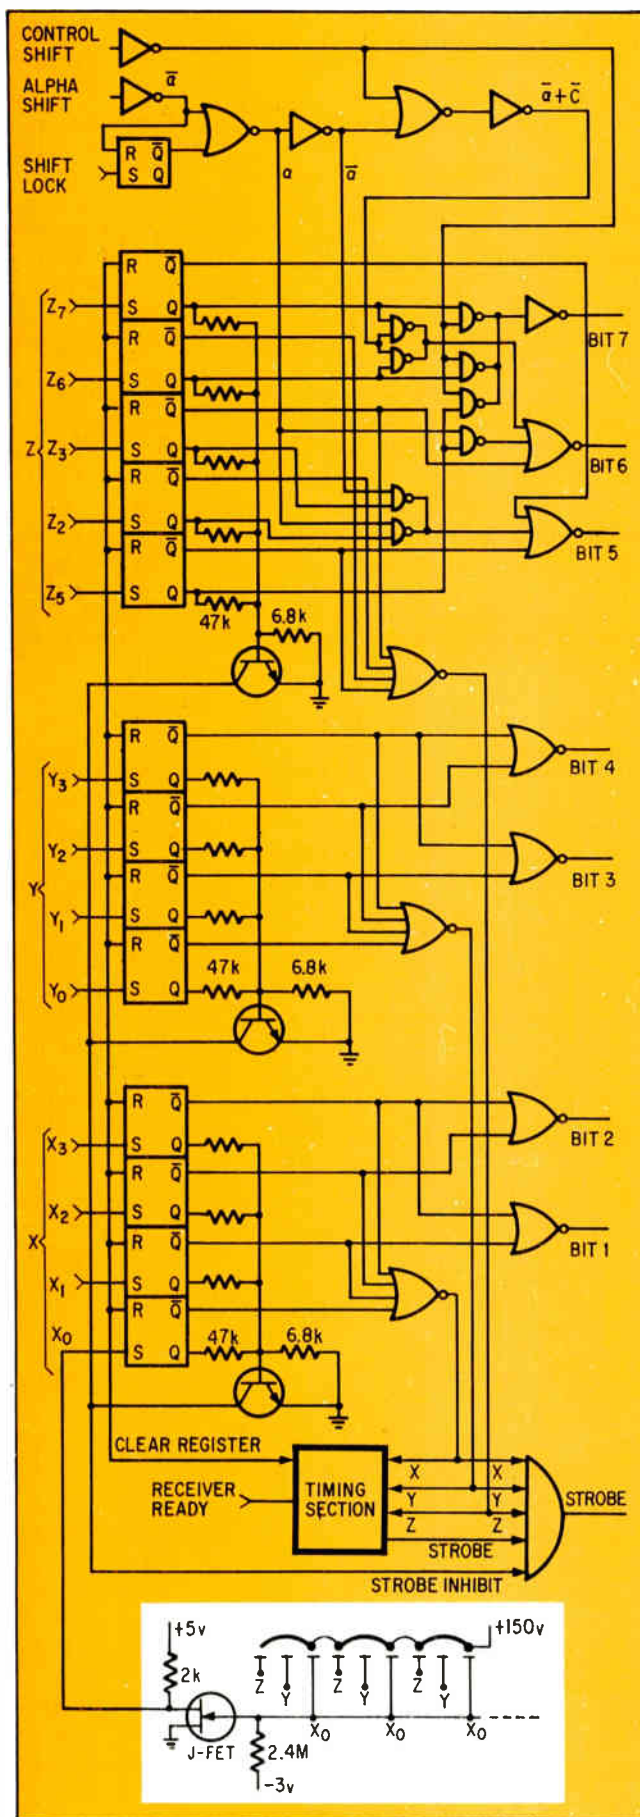 CONTROL SHIFT
ALPHA SHIFT
ᾱ
SHIFT LOCK
R Q̄
S Q
a
ᾱ
ᾱ + C̄
R Q̄
Z₇ S Q
R Q̄
Z₆ S Q
R Q̄
Z Z₃ S Q
R Q̄
Z₂ S Q
R Q̄
Z₅ S Q
47k
6.8k
BIT 7
BIT 6
BIT 5
R Q̄
Y₃ S Q
R Q̄
Y₂ S Q
R Q̄
Y Y₁ S Q
R Q̄
Y₀ S Q
47k
6.8k
BIT 4
BIT 3
R Q̄
X₃ S Q
R Q̄
X₂ S Q
R Q̄
X X₁ S Q
R Q̄
X₀ S Q
47k
6.8k
BIT 2
BIT 1
CLEAR REGISTER
RECEIVER READY
TIMING SECTION
X X
Y Y
Z Z
STROBE
STROBE
STROBE INHIBIT
+5v
2k
J-FET
2.4M
-3v
+150v
Z Y Z Y Z Y
X₀ X₀ X₀